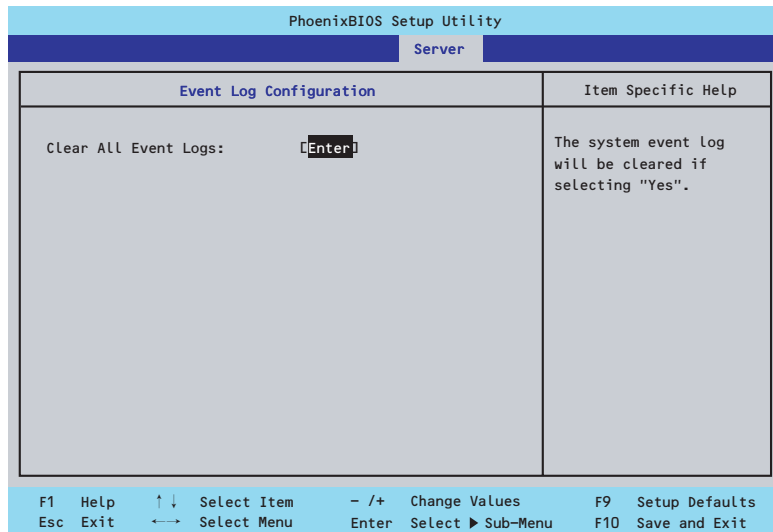 PhoenixBIOS Setup Utility
Server
Event Log Configuration
Item Specific Help
Clear All Event Logs: [Enter]
The system event log
will be cleared if
selecting "Yes".
F1 Help ↑↓ Select Item – /+ Change Values F9 Setup Defaults
Esc Exit ←→ Select Menu Enter Select ▶ Sub–Menu F10 Save and Exit